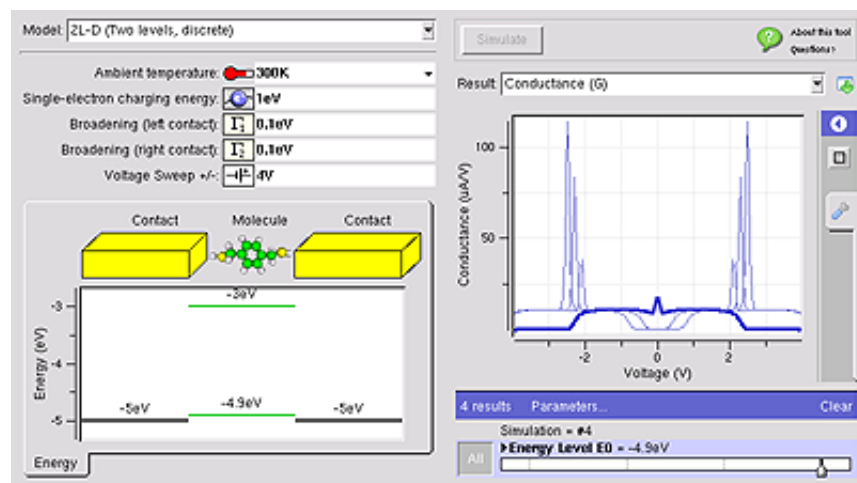 Model: 2L-D (Two levels, discrete)
Ambient temperature: 300K
Single-electron charging energy: 1eV
Broadening (left contact): Γ1 0.1eV
Broadening (right contact): Γ2 0.1eV
Voltage Sweep +/-: 4V
Contact Molecule Contact
-3eV
-3
Energy (eV)
-4
-5eV -4.9eV -5eV
-5
Energy
Simulate
About this tool
Questions?
Result: Conductance (G)
100
Conductance (uA/V)
50
-2 0 2
Voltage (V)
4 results Parameters... Clear
Simulation = #4
All
Energy Level E0 = -4.9eV